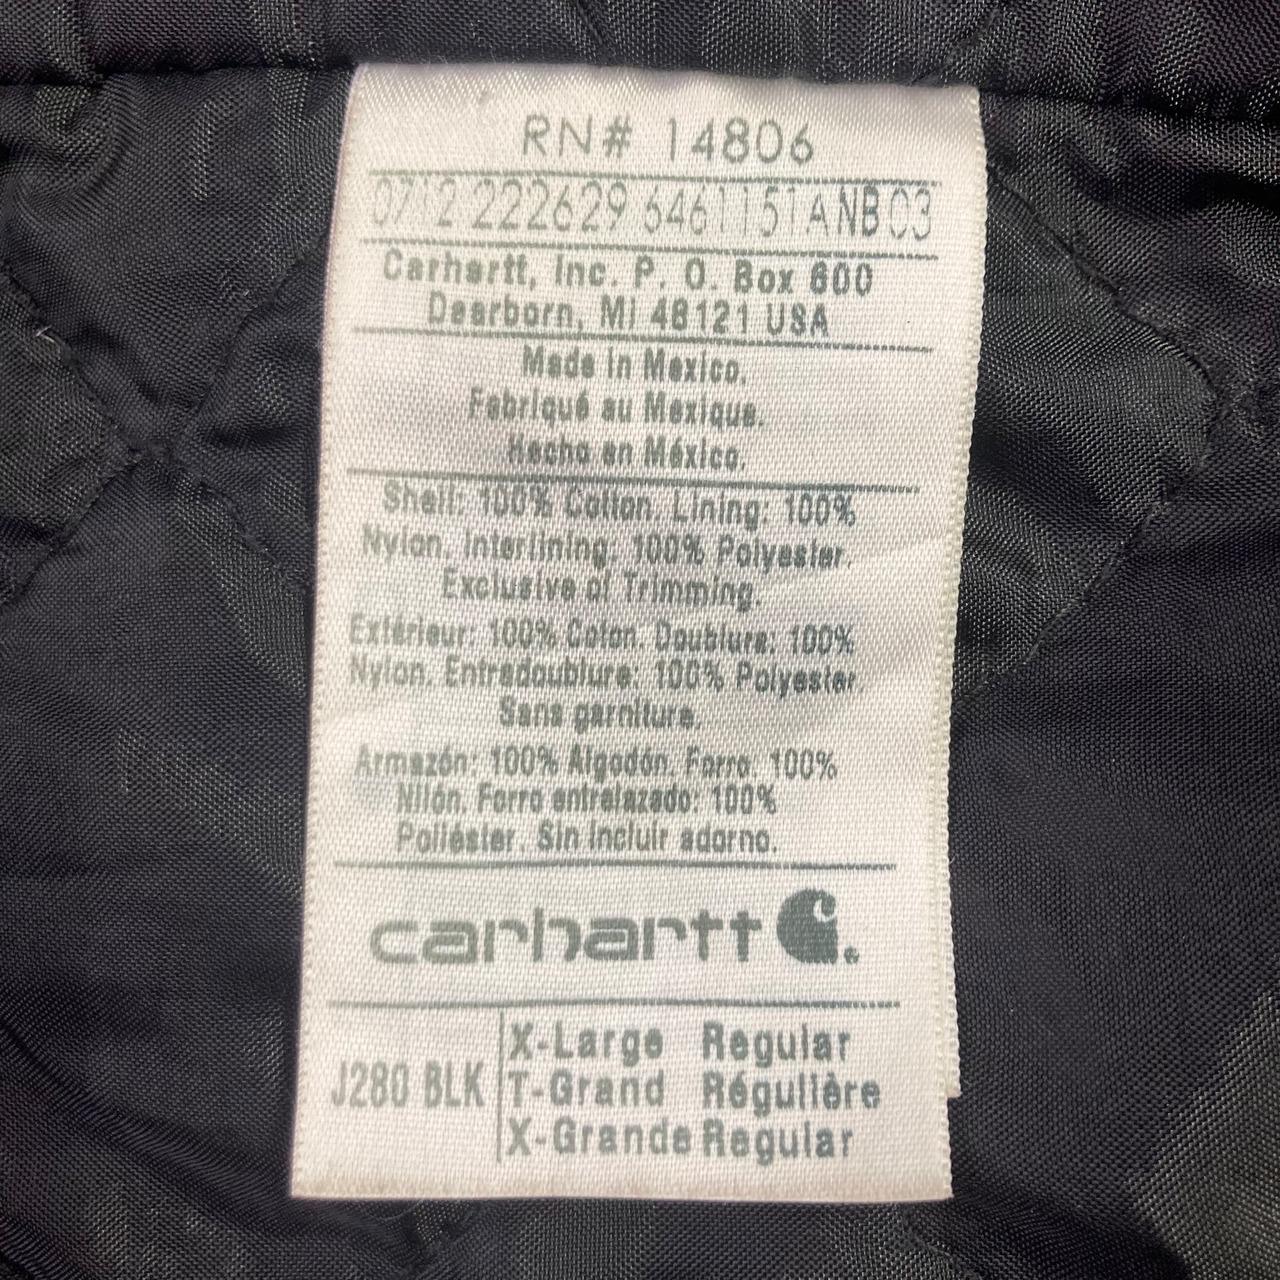 RN# 14806
0712 222629 6461151ANB03
Carhartt, Inc. P. O. Box 600
Dearborn, MI 48121 USA
Made in Mexico.
Fabriqué au Mexique.
Hecho en México.
Shell: 100% Cotton. Lining: 100%
Nylon. Interlining: 100% Polyester.
Exclusive of Trimming.
Extérieur: 100% Coton. Doublure: 100%
Nylon. Entredoublure: 100% Polyester.
Sans garniture.
Armazón: 100% Algodón. Forro. 100%
Nilón. Forro entrelazado: 100%
Poliéster. Sin incluir adorno.
carhartt
J280 BLK
X-Large Regular
T-Grand Régulière
X-Grande Regular